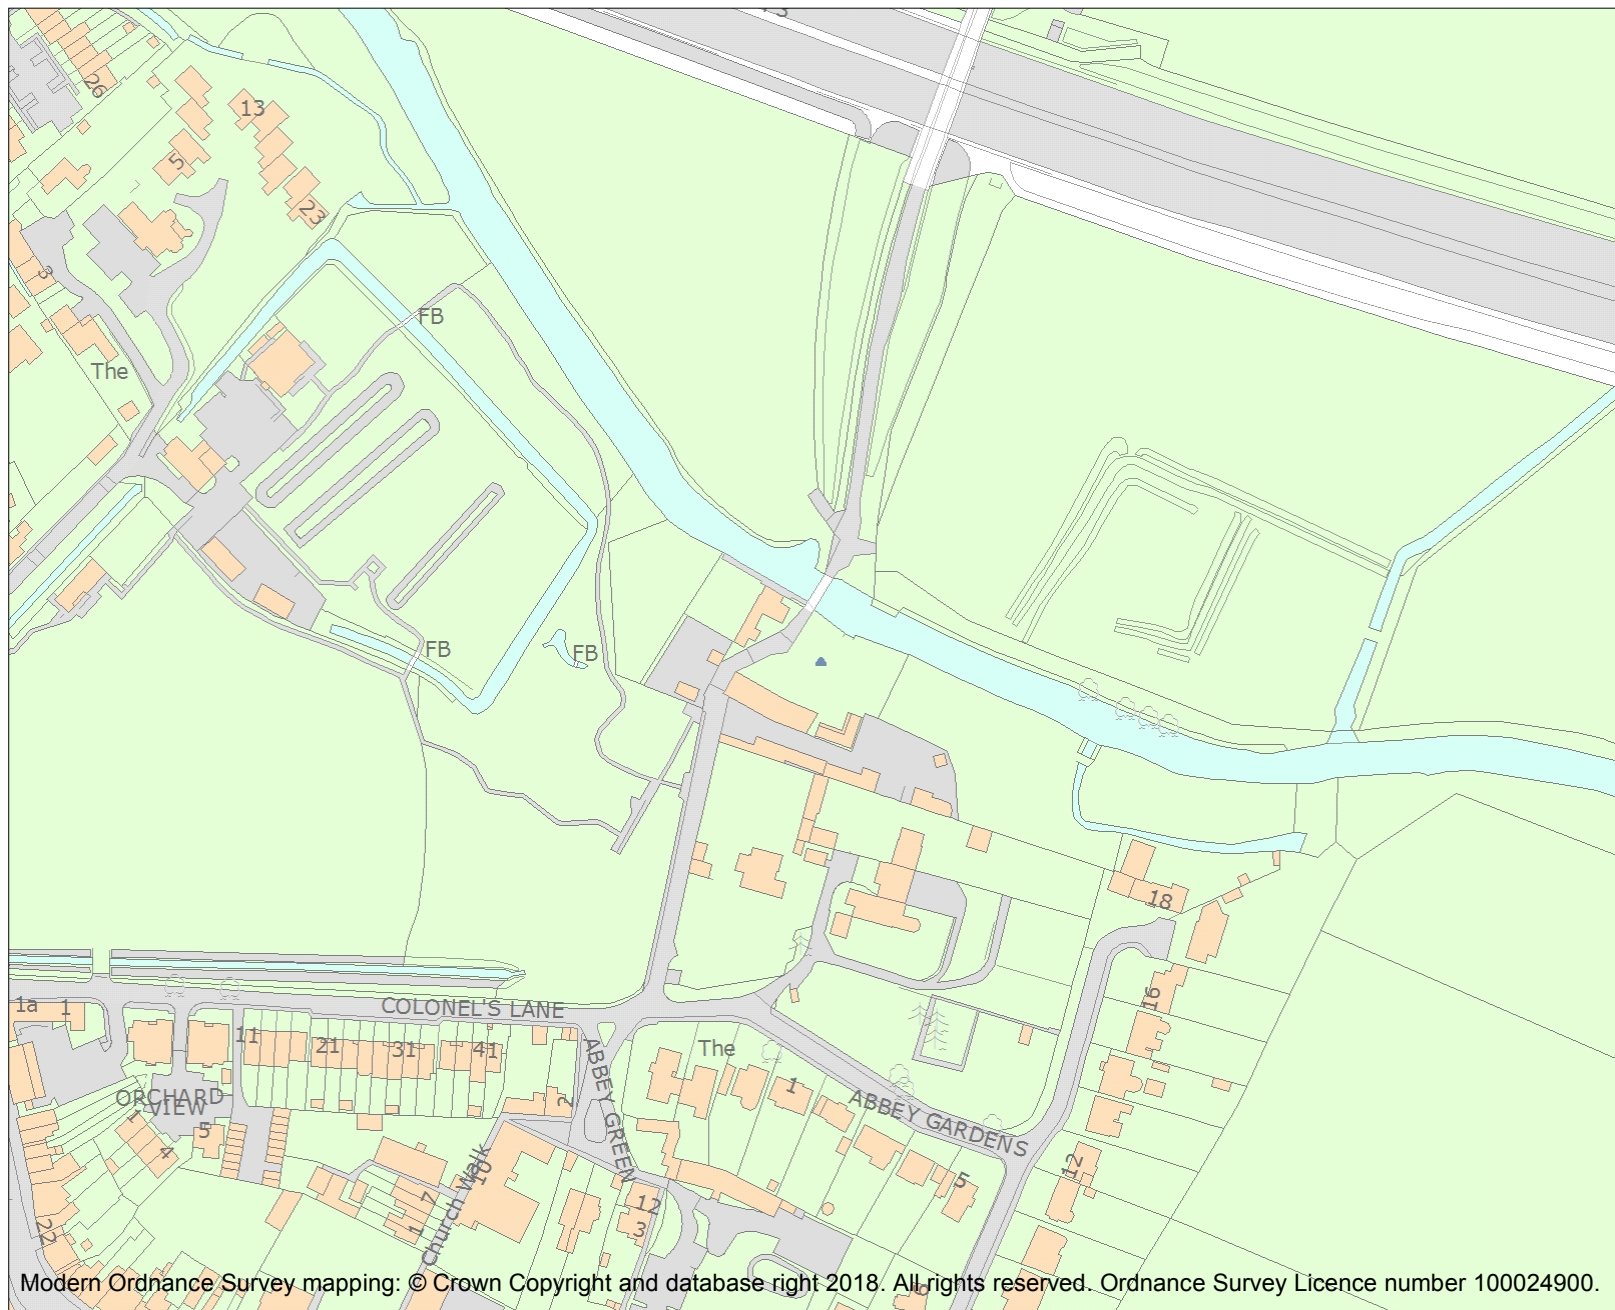 26
13
5
23
3
The
FB
FB
FB
18
16
COLONEL'S LANE
1a
1
11
21
31
41
The
ABBEY GREEN
ORCHARD
VIEW
1
4
5
2
1
ABBEY GARDENS
5
12
10
7
1
Church Walk
12
3
22
Modern Ordnance Survey mapping: © Crown Copyright and database right 2018. All rights reserved. Ordnance Survey Licence number 100024900.